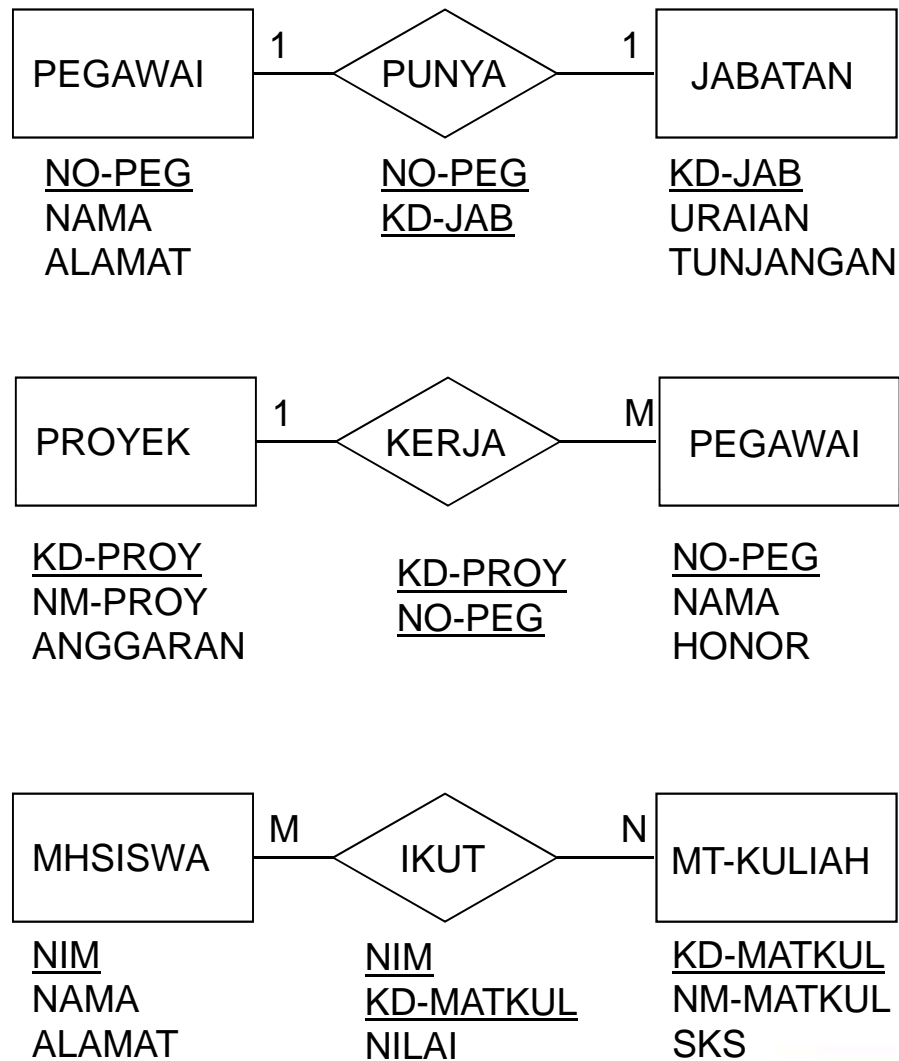 PEGAWAI 1 PUNYA 1 JABATAN
NO-PEG NO-PEG KD-JAB
NAMA KD-JAB URAIAN
ALAMAT TUNJANGAN
PROYEK 1 KERJA M PEGAWAI
KD-PROY KD-PROY NO-PEG
NM-PROY NO-PEG NAMA
ANGGARAN HONOR
MHSISWA M IKUT N MT-KULIAH
NIM NIM KD-MATKUL
NAMA KD-MATKUL NM-MATKUL
ALAMAT NILAI SKS